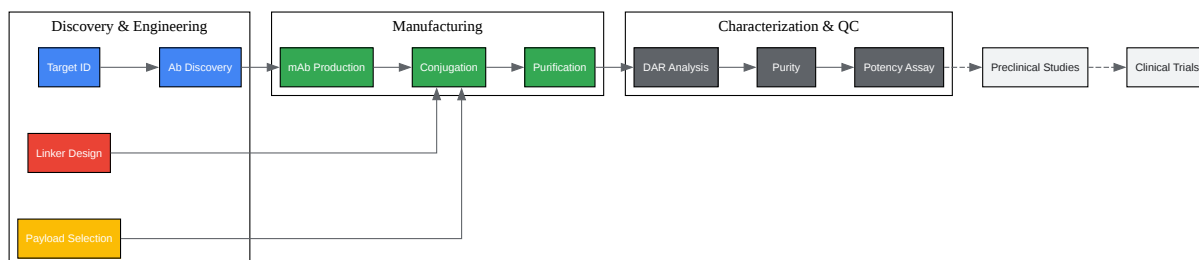 Discovery & Engineering
Manufacturing
Characterization & QC
Target ID
Ab Discovery
mAb Production
Conjugation
Purification
DAR Analysis
Purity
Potency Assay
Preclinical Studies
Clinical Trials
Linker Design
Payload Selection